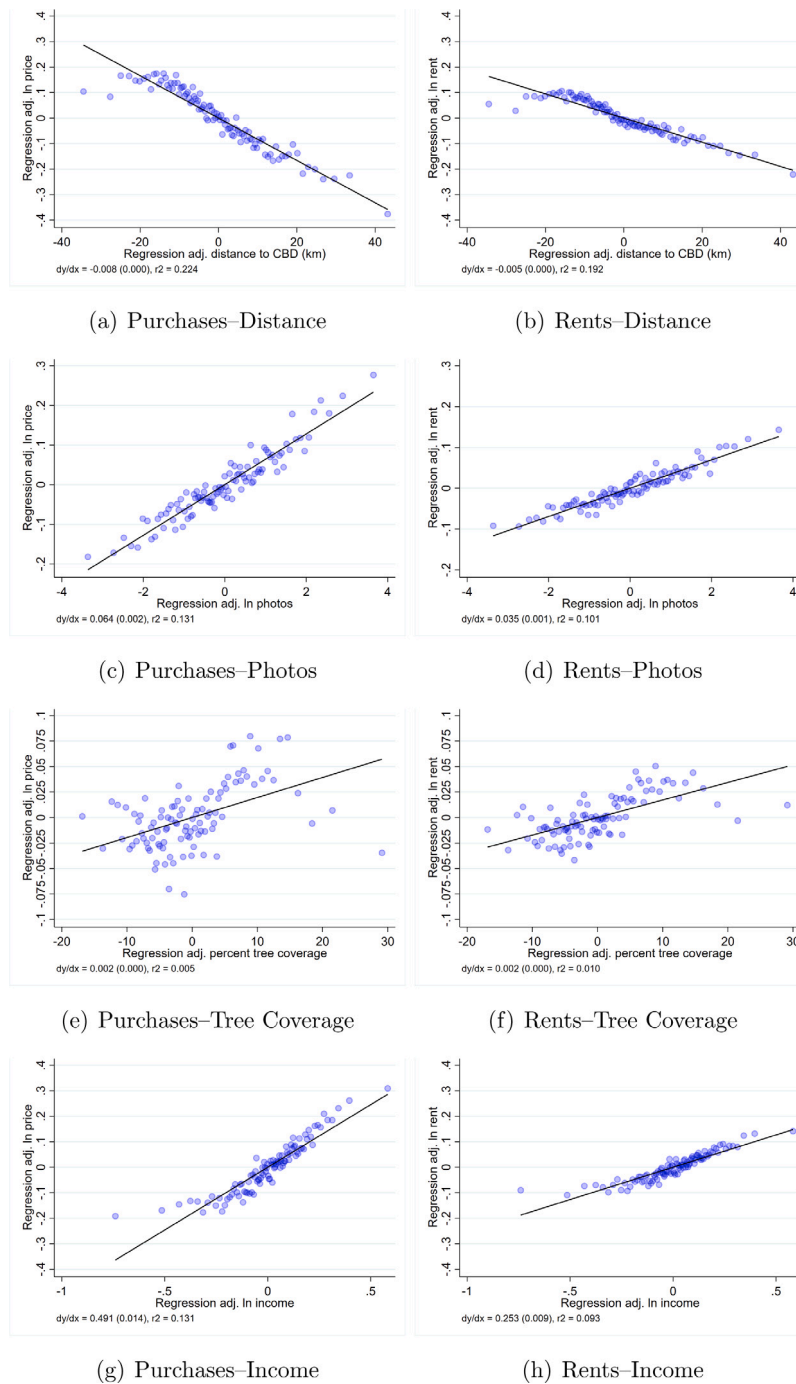 Regression adj. ln price
-.4 -.3 -.2 -.1 0 .1 .2 .3 .4
-40 -20 0 20 40
Regression adj. distance to CBD (km)
dy/dx = -0.008 (0.000), r2 = 0.224
(a) Purchases–Distance
Regression adj. ln rent
-.4 -.3 -.2 -.1 0 .1 .2 .3 .4
-40 -20 0 20 40
Regression adj. distance to CBD (km)
dy/dx = -0.005 (0.000), r2 = 0.192
(b) Rents–Distance
Regression adj. ln price
-.2 -.1 0 .1 .2 .3
-4 -2 0 2 4
Regression adj. ln photos
dy/dx = 0.064 (0.002), r2 = 0.131
(c) Purchases–Photos
Regression adj. ln rent
-.2 -.1 0 .1 .2 .3
-4 -2 0 2 4
Regression adj. ln photos
dy/dx = 0.035 (0.001), r2 = 0.101
(d) Rents–Photos
Regression adj. ln price
-.1 -.075 -.05 -.025 0 .025 .05 .075 .1
-20 -10 0 10 20 30
Regression adj. percent tree coverage
dy/dx = 0.002 (0.000), r2 = 0.005
(e) Purchases–Tree Coverage
Regression adj. ln rent
-.1 -.075 -.05 -.025 0 .025 .05 .075 .1
-20 -10 0 10 20 30
Regression adj. percent tree coverage
dy/dx = 0.002 (0.000), r2 = 0.010
(f) Rents–Tree Coverage
Regression adj. ln price
-.4 -.3 -.2 -.1 0 .1 .2 .3 .4
-1 -.5 0 .5
Regression adj. ln income
dy/dx = 0.491 (0.014), r2 = 0.131
(g) Purchases–Income
Regression adj. ln rent
-.4 -.3 -.2 -.1 0 .1 .2 .3 .4
-1 -.5 0 .5
Regression adj. ln income
dy/dx = 0.253 (0.009), r2 = 0.093
(h) Rents–Income